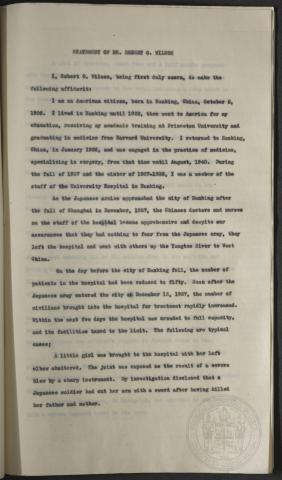 STATEMENT OF DR. ROBERT O. WILSON
I, Robert O. Wilson, being first duly sworn, do make the
following affidavit:
I am an American citizen, born in Nanking, China, October 5,
1906. I lived in Nanking until 1922, then went to America for my
education, receiving my academic training at Princeton University and
graduating in medicine from Harvard University. I returned to Nanking,
China, in January 1936, and was engaged in the practice of medicine,
specializing in surgery, from that time until August, 1940. During
the fall of 1937 and the winter of 1937-1938, I was a member of the
staff of the University Hospital in Nanking.
As the Japanese armies approached the city of Nanking after
the fall of Shanghai in November, 1937, the Chinese doctors and nurses
on the staff of the hospital became apprehensive and despite our
assurances that they had nothing to fear from the Japanese army, they
left the hospital and went with others up the Yangtse River to West
China.
On the day before the city of Nanking fell, the number of
patients in the hospital had been reduced to fifty. Soon after the
Japanese army entered the city on December 13, 1937, the number of
civilians brought into the hospital for treatment rapidly increased.
Within the next few days the hospital was crowded to full capacity,
and its facilities taxed to the limit. The following are typical
cases;
A little girl was brought to the hospital with her left
elbow shattered. The joint was exposed as the result of a severe
blow by a sharp instrument. My investigation disclosed that a
Japanese soldier had cut her arm with a sword after having killed
her father and mother.